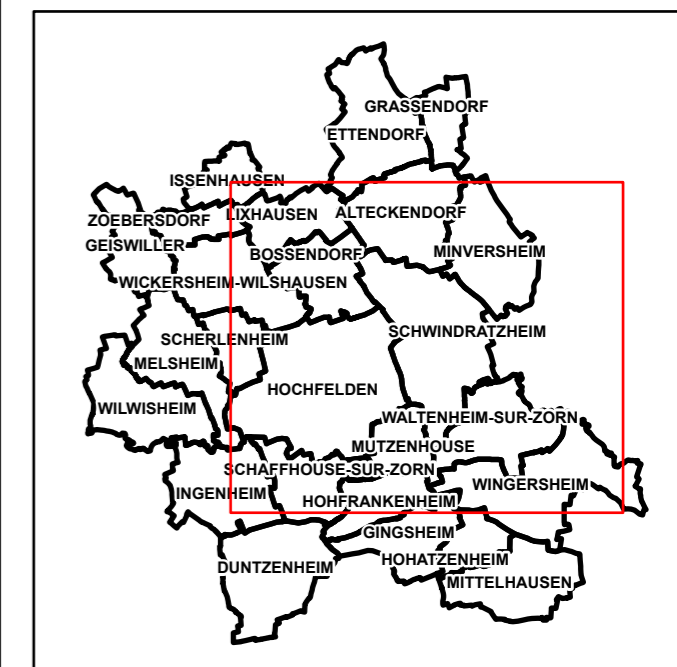 GRASSENDORF
ETTENDORF
ISSENHAUSEN
ZOEBERSDORF
LIXHAUSEN
ALTECKENDORF
GEISWILLER
BOSSENDORF
MINVERSHEIM
WICKERSHEIM-WILSHAUSEN
SCHERLENHEIM
SCHWINDRATZHEIM
MELSHEIM
HOCHFELDEN
WILWISHEIM
WALTENHEIM-SUR-ZORN
MUTZENHOUSE
SCHAFFHOUSE-SUR-ZORN
INGENHEIM
WINGERSHEIM
HOHFRANKENHEIM
GINGSHEIM
DUNTZENHEIM
HOHATZENHEIM
MITTELHAUSEN